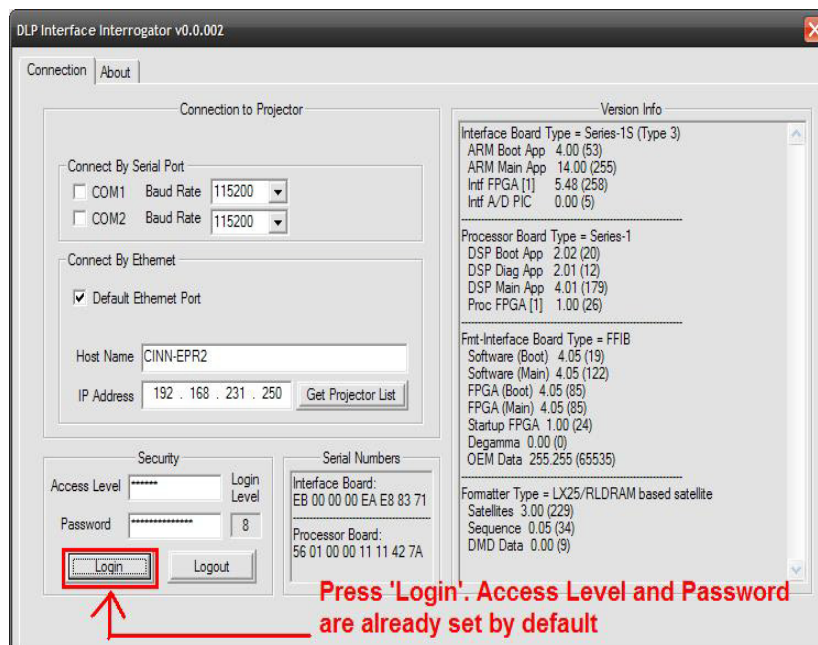 DLP Interface Interrogator v0.0.002
Connection
About
Connection to Projector
Connect By Serial Port
COM1 Baud Rate 115200
COM2 Baud Rate 115200
Connect By Ethernet
Default Ethernet Port
Host Name CINN-EPR2
IP Address 192 . 168 . 231 . 250 Get Projector List
Security
Access Level ****** Login Level
Password ************** 8
Login Logout
Serial Numbers
Interface Board:
EB 00 00 00 EA E8 83 71
Processor Board:
56 01 00 00 11 11 42 7A
Version Info
Interface Board Type = Series-1S (Type 3)
ARM Boot App 4.00 (53)
ARM Main App 14.00 (255)
Intf FPGA [1] 5.48 (258)
Intf A/D PIC 0.00 (5)
Processor Board Type = Series-1
DSP Boot App 2.02 (20)
DSP Diag App 2.01 (12)
DSP Main App 4.01 (179)
Proc FPGA [1] 1.00 (26)
Fmt-Interface Board Type = FFIB
Software (Boot) 4.05 (19)
Software (Main) 4.05 (122)
FPGA (Boot) 4.05 (85)
FPGA (Main) 4.05 (85)
Startup FPGA 1.00 (24)
Degamma 0.00 (0)
OEM Data 255.255 (65535)
Formatter Type = LX25/RLDRAM based satellite
Satellites 3.00 (229)
Sequence 0.05 (34)
DMD Data 0.00 (9)
Press 'Login'. Access Level and Password
are already set by default